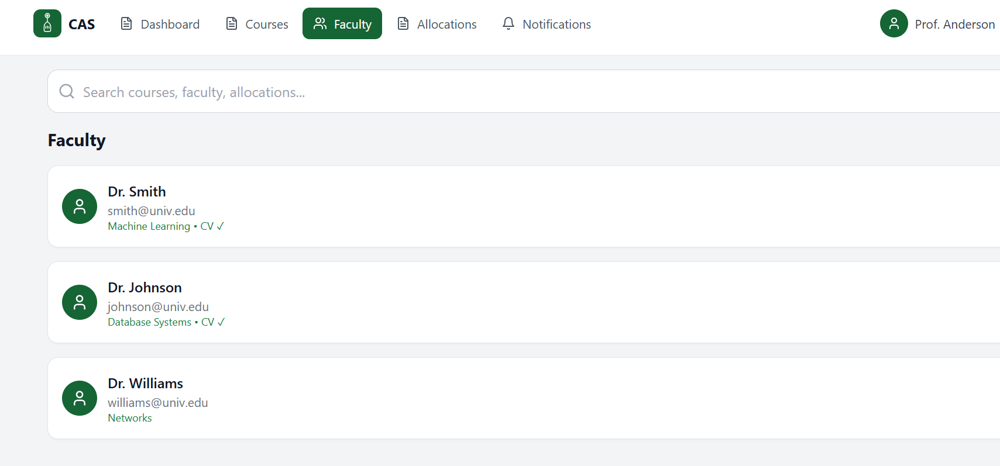 CAS Dashboard Courses Faculty Allocations Notifications Prof. Anderson
Search courses, faculty, allocations...
Faculty
Dr. Smith
smith@univ.edu
Machine Learning • CV ✓
Dr. Johnson
johnson@univ.edu
Database Systems • CV ✓
Dr. Williams
williams@univ.edu
Networks